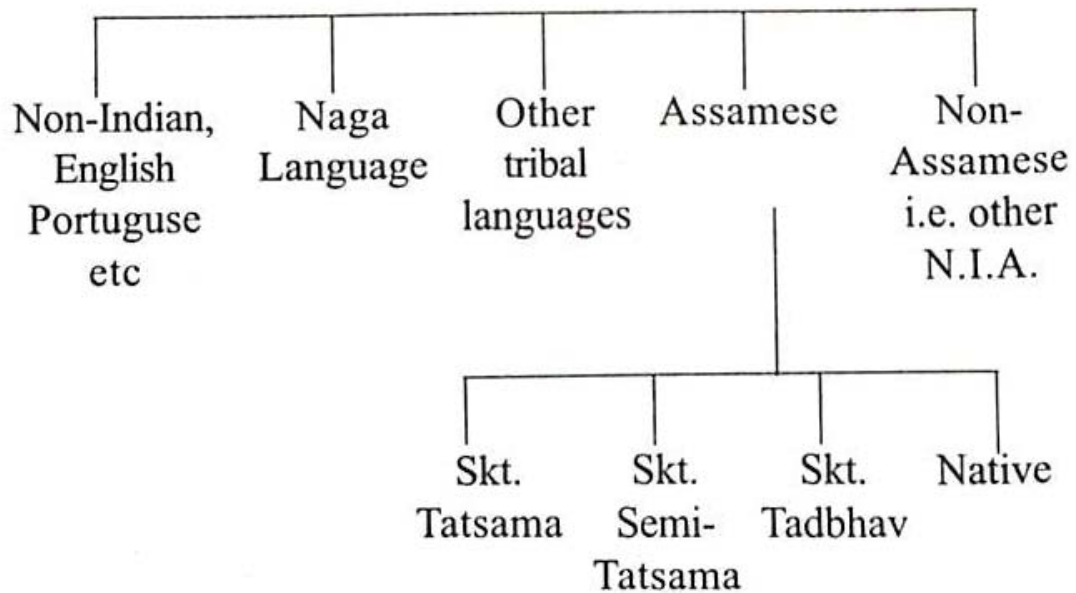 Non-Indian,
English
Portuguse
etc
Naga
Language
Other
tribal
languages
Assamese
Non-
Assamese
i.e. other
N.I.A.
Skt.
Tatsama
Skt.
Semi-
Tatsama
Skt.
Tadbhav
Native